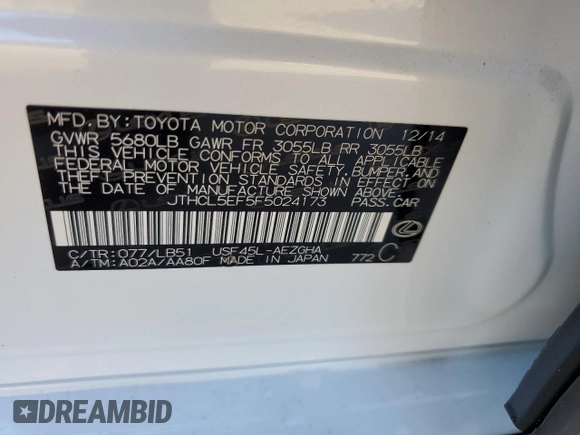 MFD. BY: TOYOTA MOTOR CORPORATION 12/14
GVWR 5680LB GAWR FR 3055LB RR 3055LB
THIS VEHICLE CONFORMS TO ALL APPLICABLE
FEDERAL MOTOR VEHICLE SAFETY, BUMPER, AND
THEFT-PREVENTION STANDARDS IN EFFECT ON
THE DATE OF MANUFACTURE SHOWN ABOVE.
JTHCL5EF5F5024173 PASS. CAR
C/TR: 077/LB51 USF45L-AEZGHA
A/TM: A02A/AA80F MADE IN JAPAN 772 C
DREAMBID